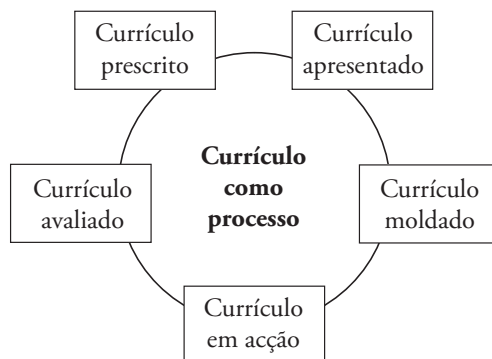 Currículo
prescrito
Currículo
apresentado
Currículo
avaliado
Currículo
como
processo
Currículo
moldado
Currículo
em acção